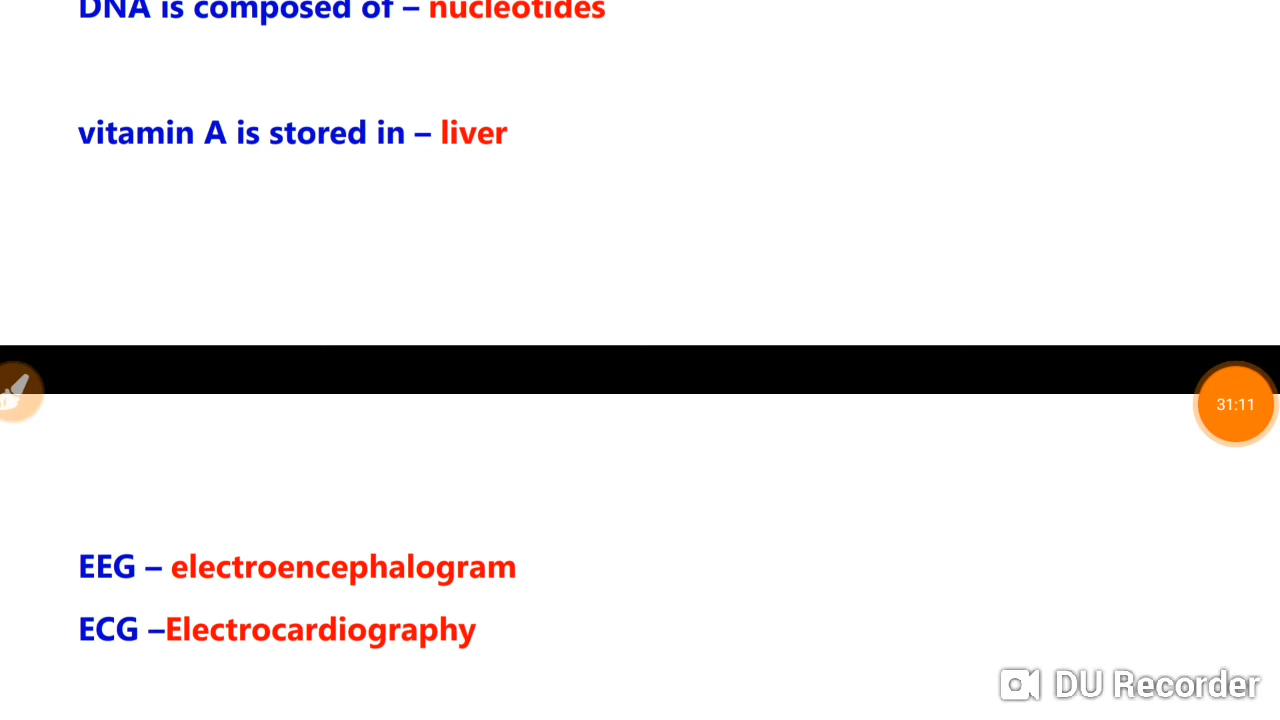 DNA is composed of – nucleotides
vitamin A is stored in – liver
31:11
EEG – electroencephalogram
ECG –Electrocardiography
DU Recorder